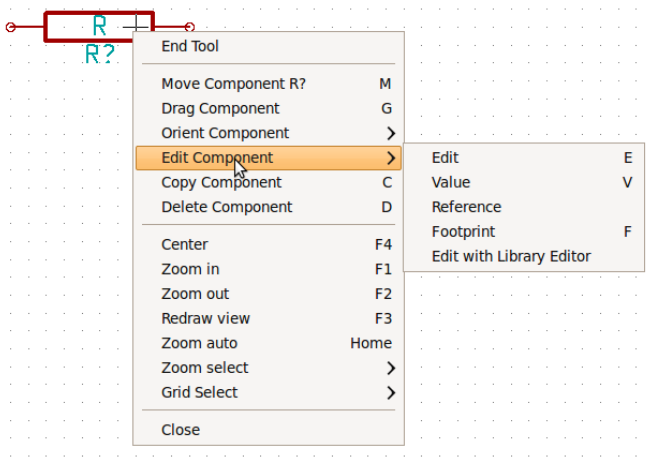 R
R?
End Tool
Move Component R? M
Drag Component G
Orient Component
Edit Component
Copy Component C
Delete Component D
Center F4
Zoom in F1
Zoom out F2
Redraw view F3
Zoom auto Home
Zoom select
Grid Select
Close
Edit E
Value V
Reference
Footprint F
Edit with Library Editor